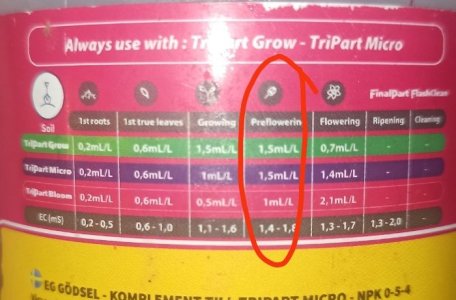 Always use with : TriPart Grow - TriPart Micro
FinalPart FlashClean
Soil 1st roots 1st true leaves Growing Preflowering Flowering Ripening Cleaning
TriPart Grow 0,2mL/L 0,6mL/L 1,5mL/L 1,5mL/L 0,7mL/L - -
TriPart Micro 0,2mL/L 0,6mL/L 1mL/L 1,5mL/L 1,4mL/L - -
TriPart Bloom 0,2mL/L 0,6mL/L 0,5mL/L 1mL/L 2,1mL/L - -
EC (mS) 0,2 - 0,5 0,6 - 1,0 1,1 - 1,6 1,4 - 1,8 1,3 - 1,7 1,3 - 2,0 -
EG GÖDSEL - KOMPLEMENT TILL TRIPART MICRO - NPK 0-5-4